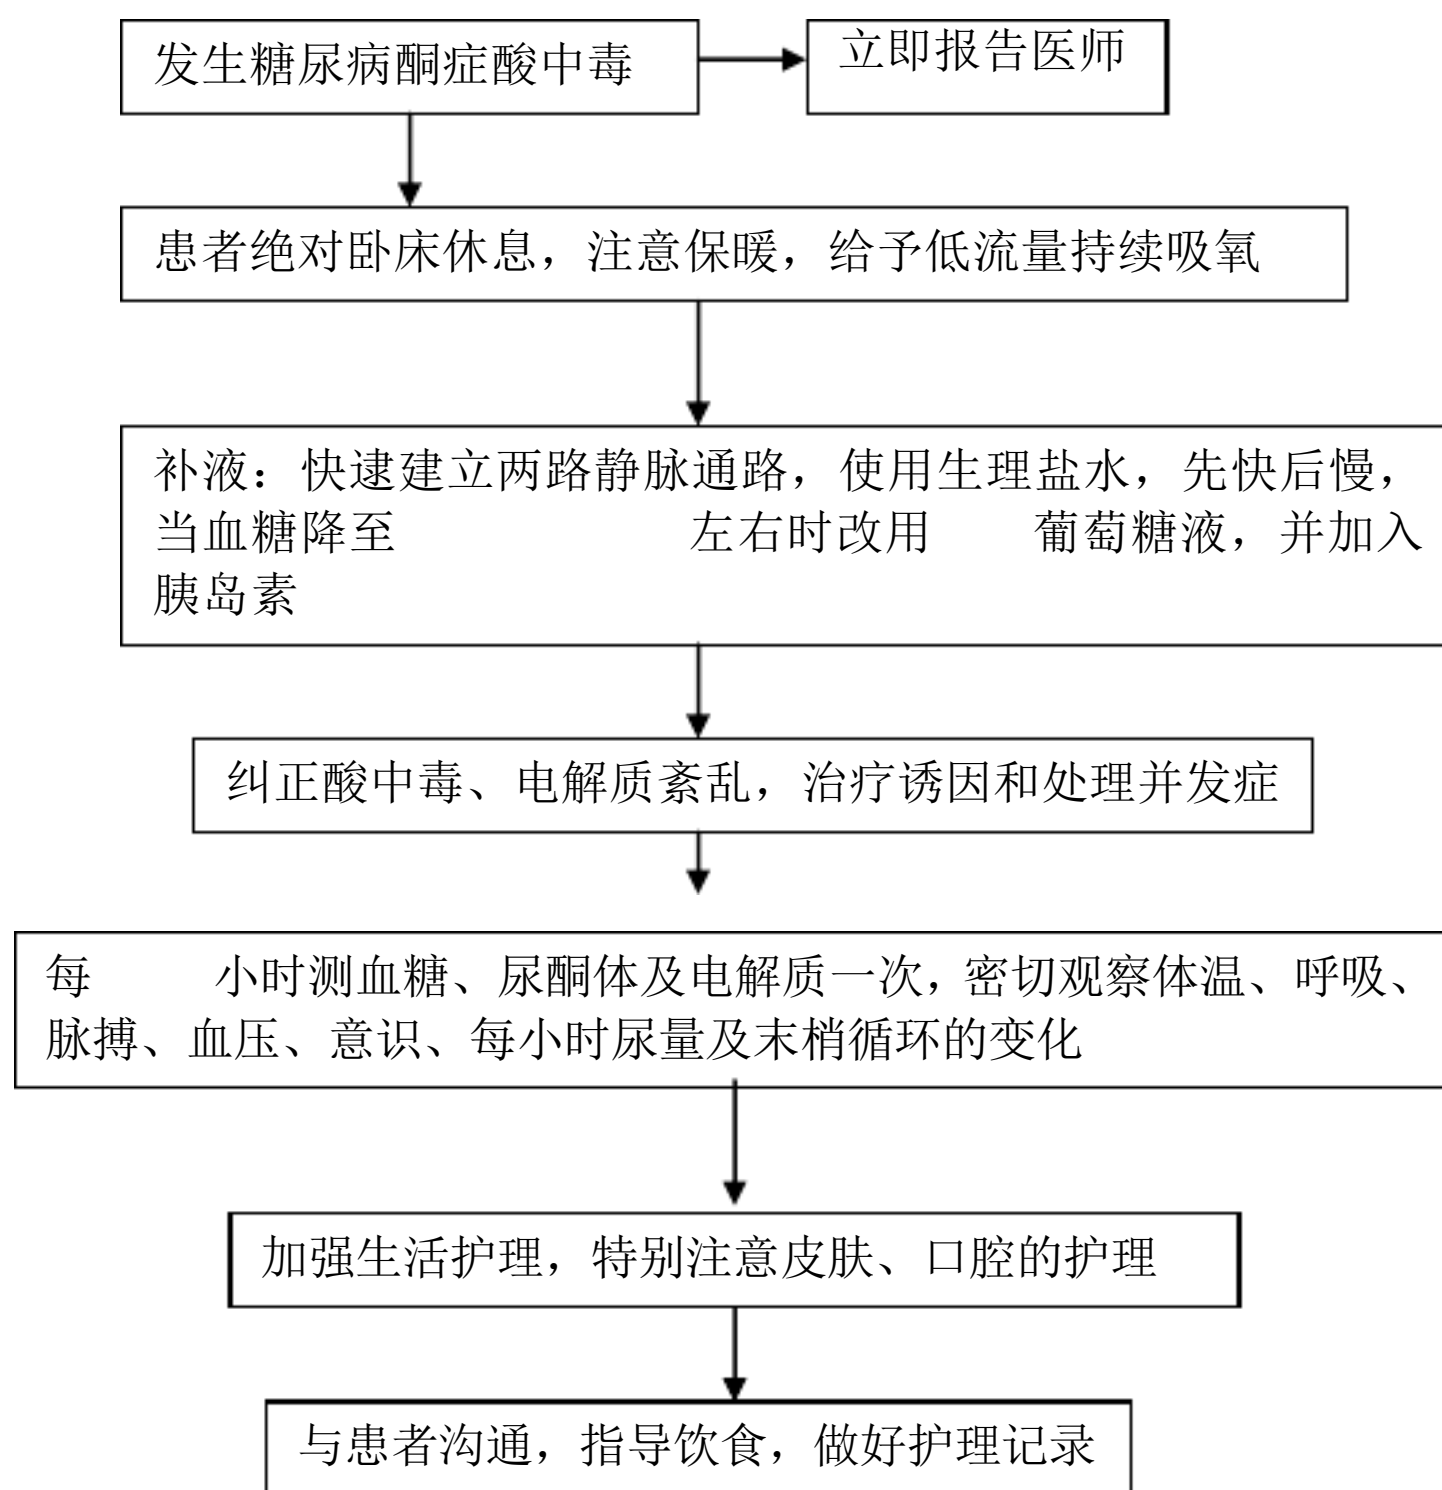 发生糖尿病酮症酸中毒
立即报告医师
患者绝对卧床休息，注意保暖，给予低流量持续吸氧
补液：快逮建立两路静脉通路，使用生理盐水，先快后慢，
当血糖降至 左右时改用 葡萄糖液，并加入
胰岛素
纠正酸中毒、电解质紊乱，治疗诱因和处理并发症
每 小时测血糖、尿酮体及电解质一次，密切观察体温、呼吸、
脉搏、血压、意识、每小时尿量及末梢循环的变化
加强生活护理，特别注意皮肤、口腔的护理
与患者沟通，指导饮食，做好护理记录